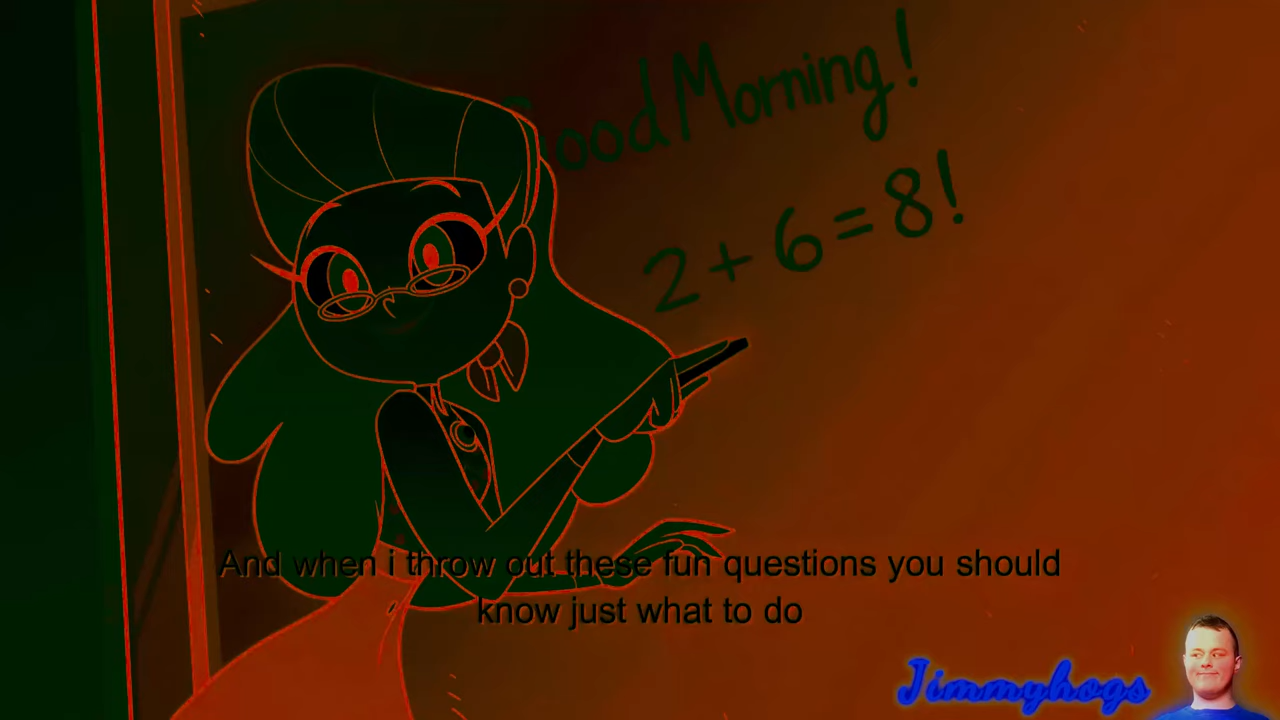 Good Morning!
2+6=8!
And when i throw out these fun questions you should
know just what to do
Jimmyhogs